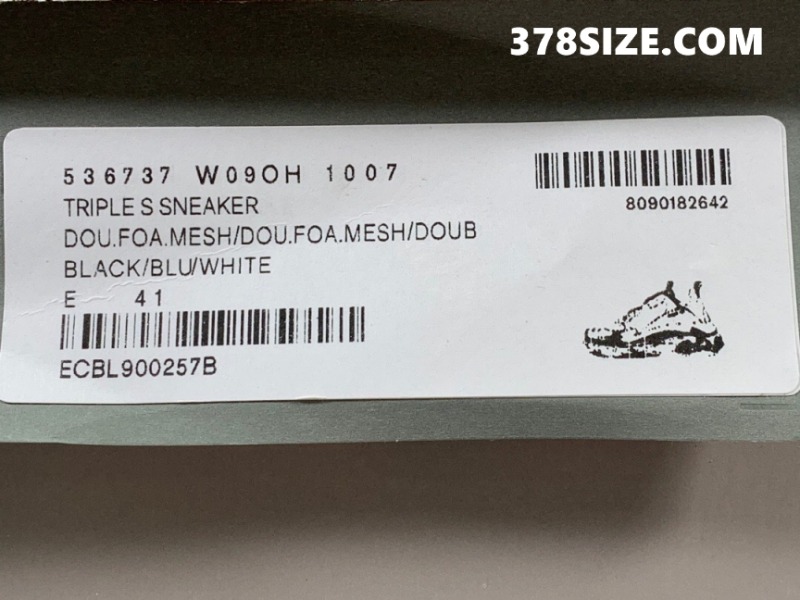 378SIZE.COM
536737 W09OH 1007
8090182642
TRIPLE S SNEAKER
DOU.FOA.MESH/DOU.FOA.MESH/DOUB
BLACK/BLU/WHITE
E 41
ECBL900257B